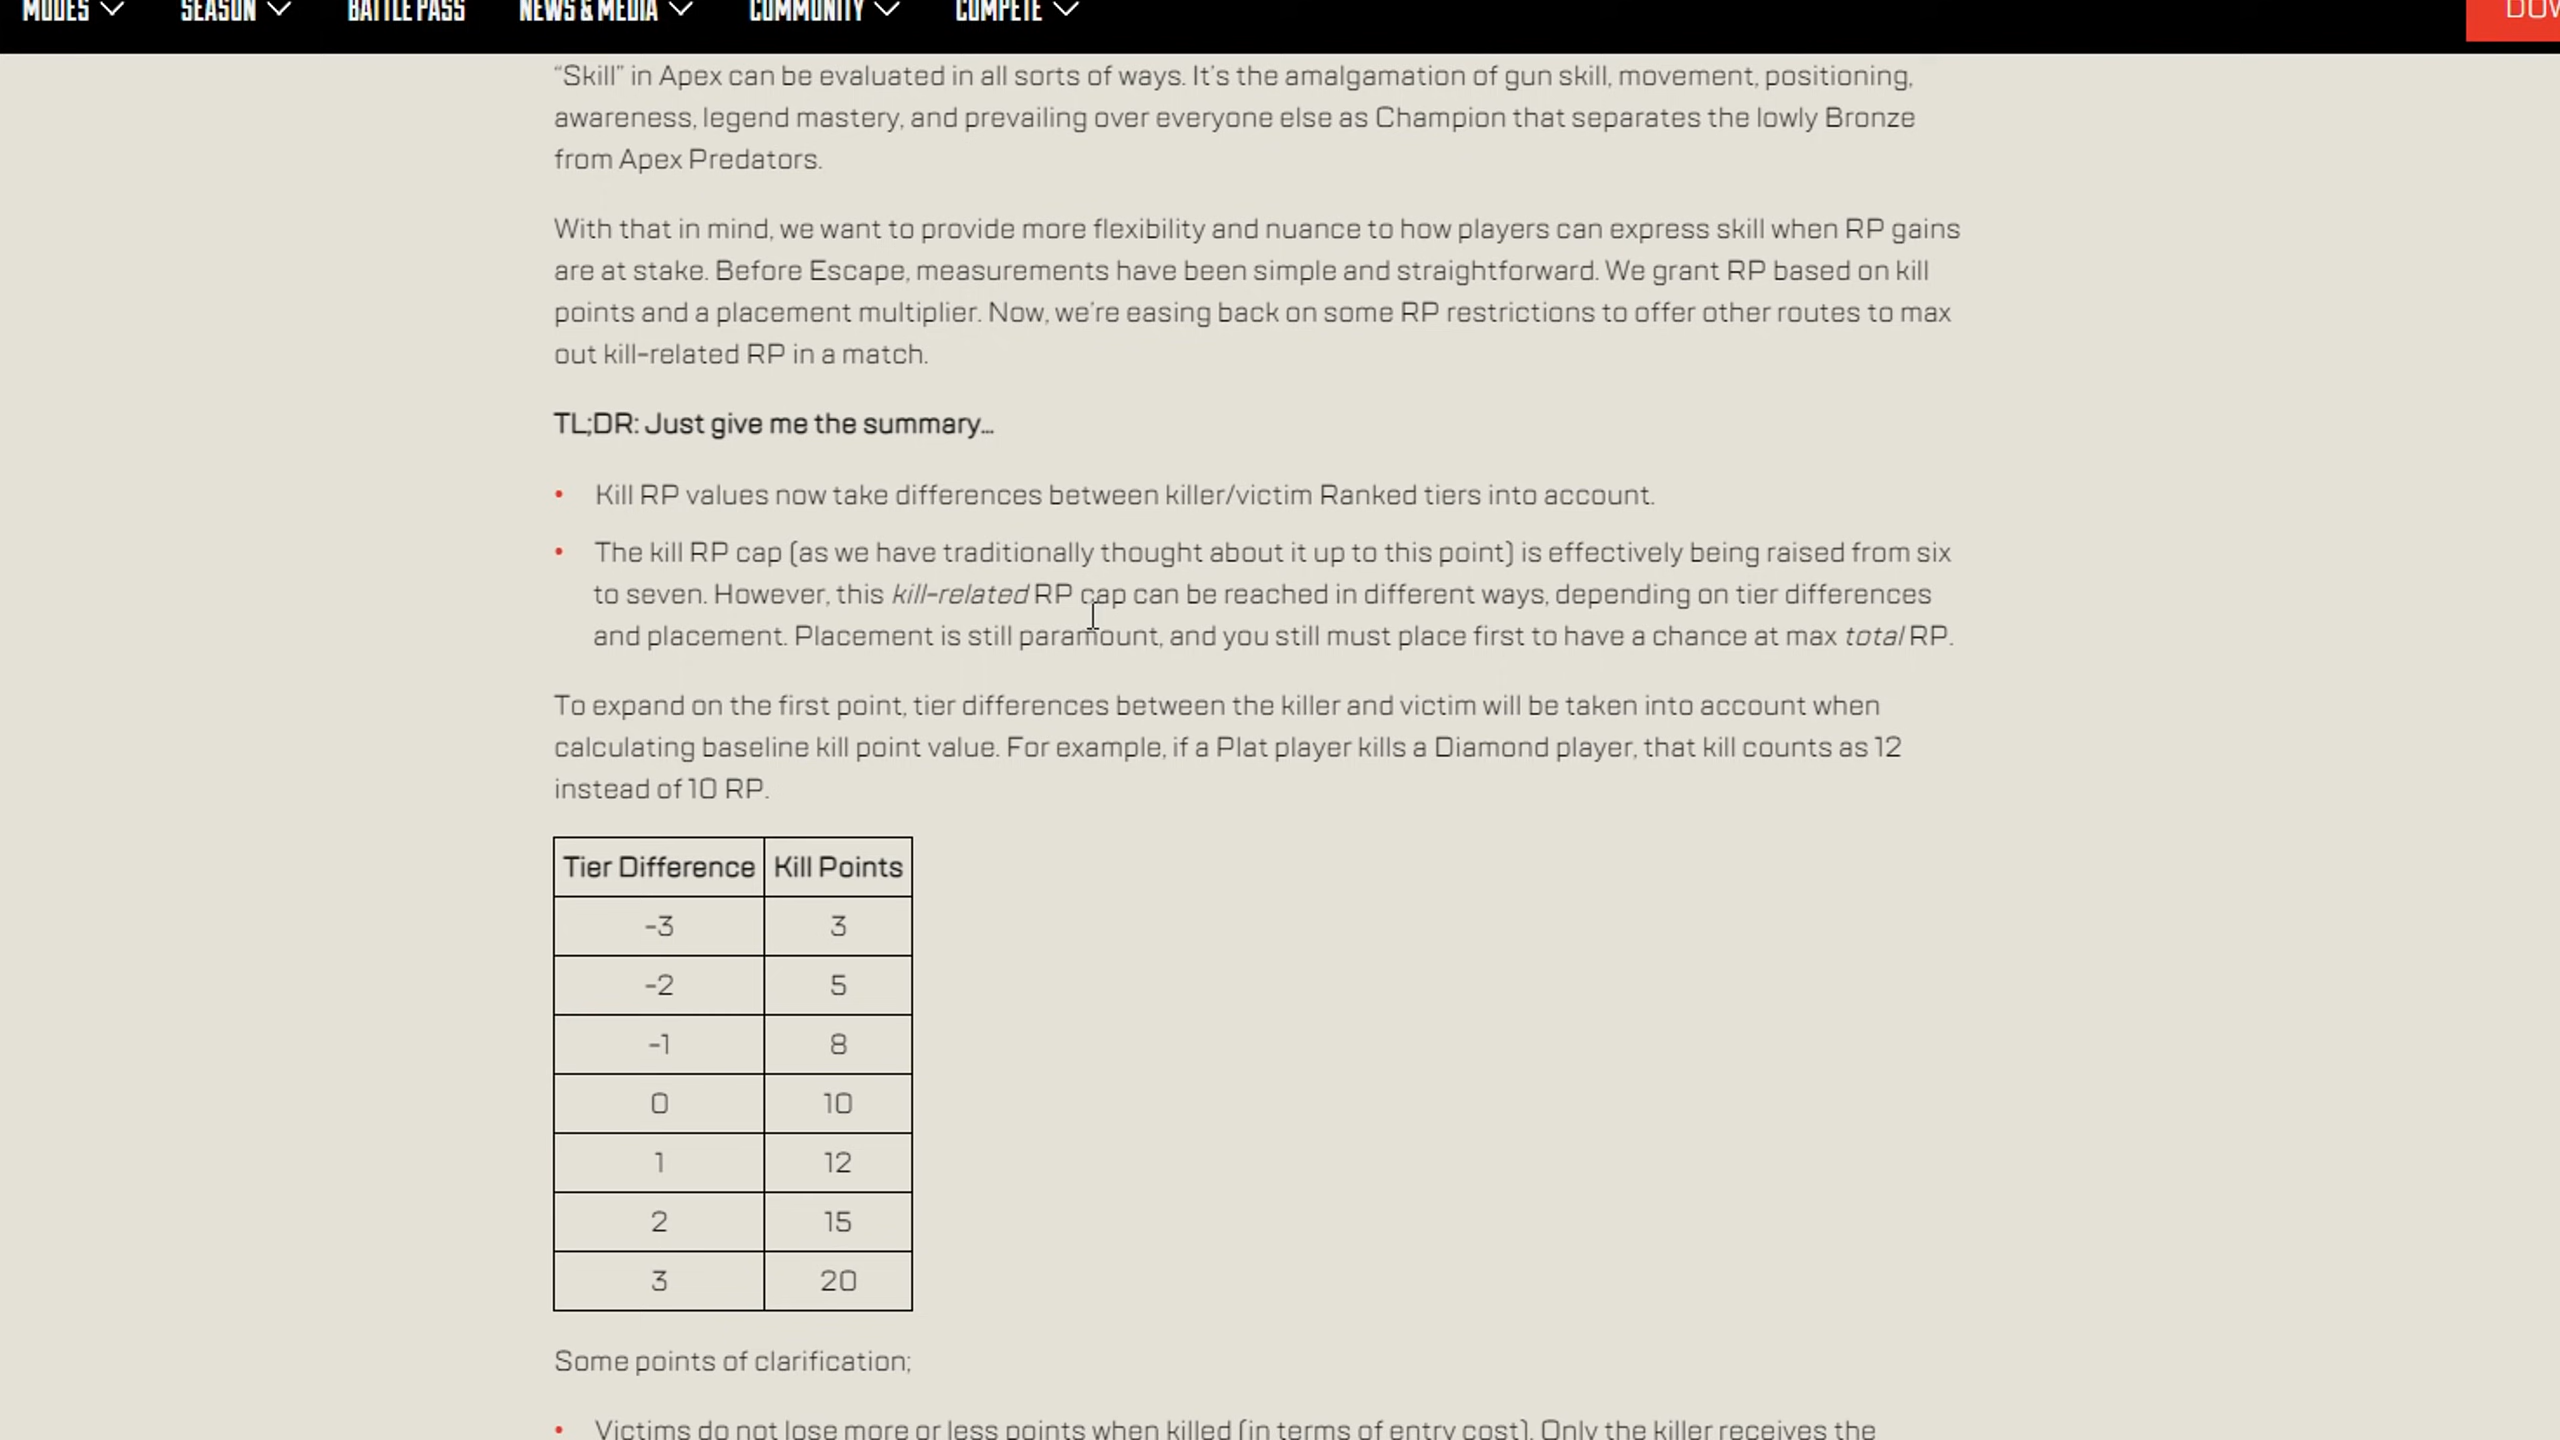 MODES SEASON BATTLE PASS NEWS & MEDIA COMMUNITY COMPETE
“Skill” in Apex can be evaluated in all sorts of ways. It’s the amalgamation of gun skill, movement, positioning,
awareness, legend mastery, and prevailing over everyone else as Champion that separates the lowly Bronze
from Apex Predators.
With that in mind, we want to provide more flexibility and nuance to how players can express skill when RP gains
are at stake. Before Escape, measurements have been simple and straightforward. We grant RP based on kill
points and a placement multiplier. Now, we’re easing back on some RP restrictions to offer other routes to max
out kill-related RP in a match.
TL;DR: Just give me the summary…
• Kill RP values now take differences between killer/victim Ranked tiers into account.
• The kill RP cap (as we have traditionally thought about it up to this point) is effectively being raised from six
to seven. However, this kill-related RP cap can be reached in different ways, depending on tier differences
and placement. Placement is still paramount, and you still must place first to have a chance at max total RP.
To expand on the first point, tier differences between the killer and victim will be taken into account when
calculating baseline kill point value. For example, if a Plat player kills a Diamond player, that kill counts as 12
instead of 10 RP.
Tier Difference Kill Points
-3 3
-2 5
-1 8
0 10
1 12
2 15
3 20
Some points of clarification;
• Victims do not lose more or less points when killed (in terms of entry cost). Only the killer receives the